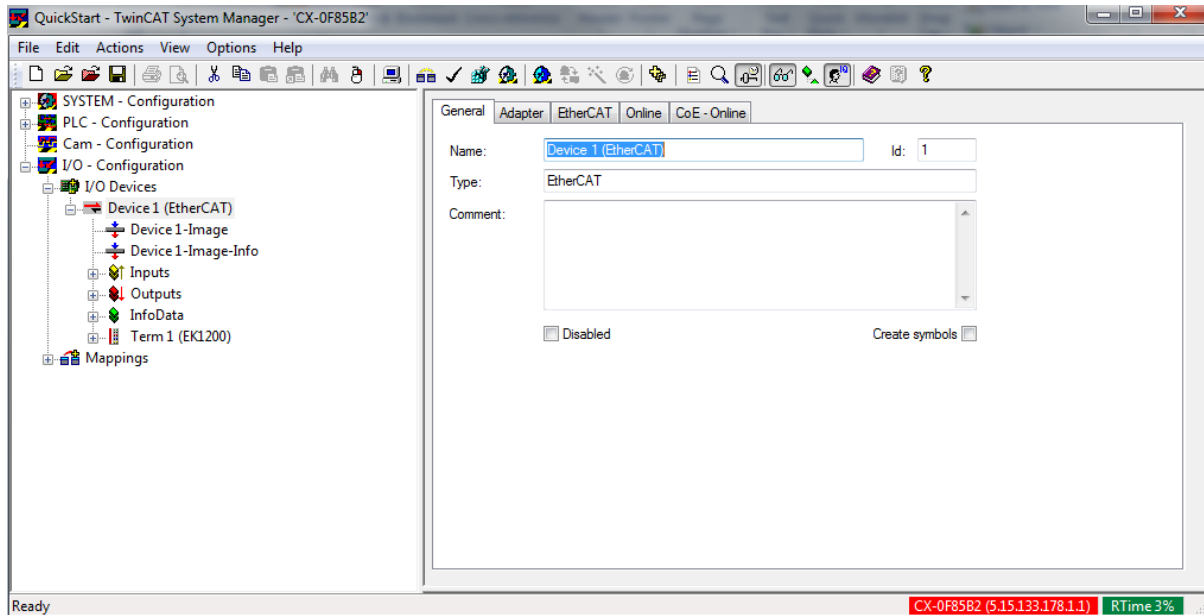 QuickStart - TwinCAT System Manager - 'CX-0F85B2'
File Edit Actions View Options Help
SYSTEM - Configuration
PLC - Configuration
Cam - Configuration
I/O - Configuration
I/O Devices
Device 1 (EtherCAT)
Device 1-Image
Device 1-Image-Info
Inputs
Outputs
InfoData
Term 1 (EK1200)
Mappings
General Adapter EtherCAT Online CoE - Online
Name: Device 1 (EtherCAT) Id: 1
Type: EtherCAT
Comment:
Disabled Create symbols
Ready CX-0F85B2 (5.15.133.178.1.1) RTime 3%